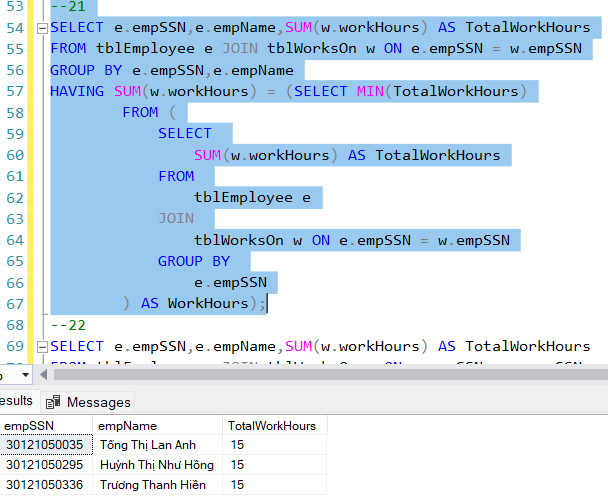 53 --21
54 SELECT e.empSSN,e.empName,SUM(w.workHours) AS TotalWorkHours
55 FROM tblEmployee e JOIN tblWorksOn w ON e.empSSN = w.empSSN
56 GROUP BY e.empSSN,e.empName
57 HAVING SUM(w.workHours) = (SELECT MIN(TotalWorkHours)
58 FROM (
59 SELECT
60 SUM(w.workHours) AS TotalWorkHours
61 FROM
62 tblEmployee e
63 JOIN
64 tblWorksOn w ON e.empSSN = w.empSSN
65 GROUP BY
66 e.empSSN
67 ) AS WorkHours);
68 --22
69 SELECT e.empSSN,e.empName,SUM(w.workHours) AS TotalWorkHours
esults Messages
empSSN empName TotalWorkHours
30121050035 Tống Thị Lan Anh 15
30121050295 Huỳnh Thị Như Hồng 15
30121050336 Trương Thanh Hiền 15